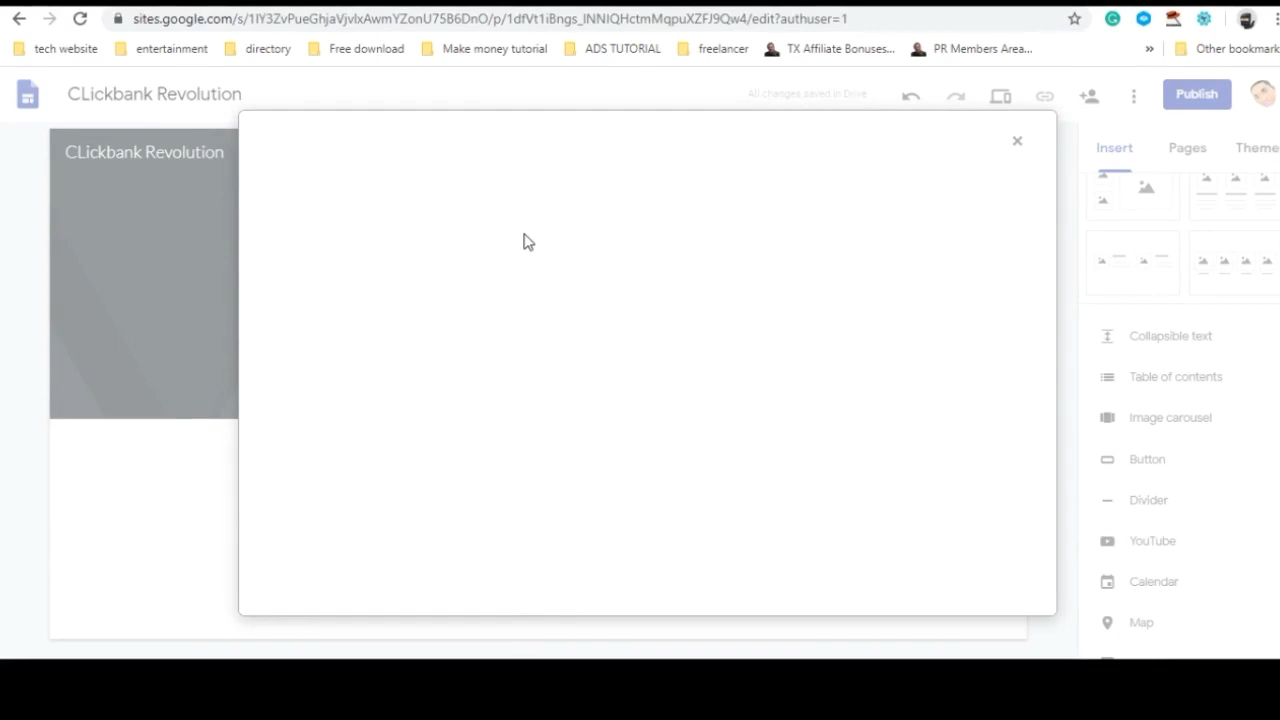 sites.google.com/s/1IY3ZvPueGhjaVjvlxAwmYZonU75B6DnO/p/1dfVt1iBngs_INNIQHctmMqpuXZFJ9Qw4/edit?authuser=1
tech website entertainment directory Free download Make money tutorial ADS TUTORIAL freelancer TX Affiliate Bonuses... PR Members Area... » Other bookmark
CLickbank Revolution All changes saved in Drive Publish
CLickbank Revolution
Insert Pages Theme
Collapsible text
Table of contents
Image carousel
Button
Divider
YouTube
Calendar
Map